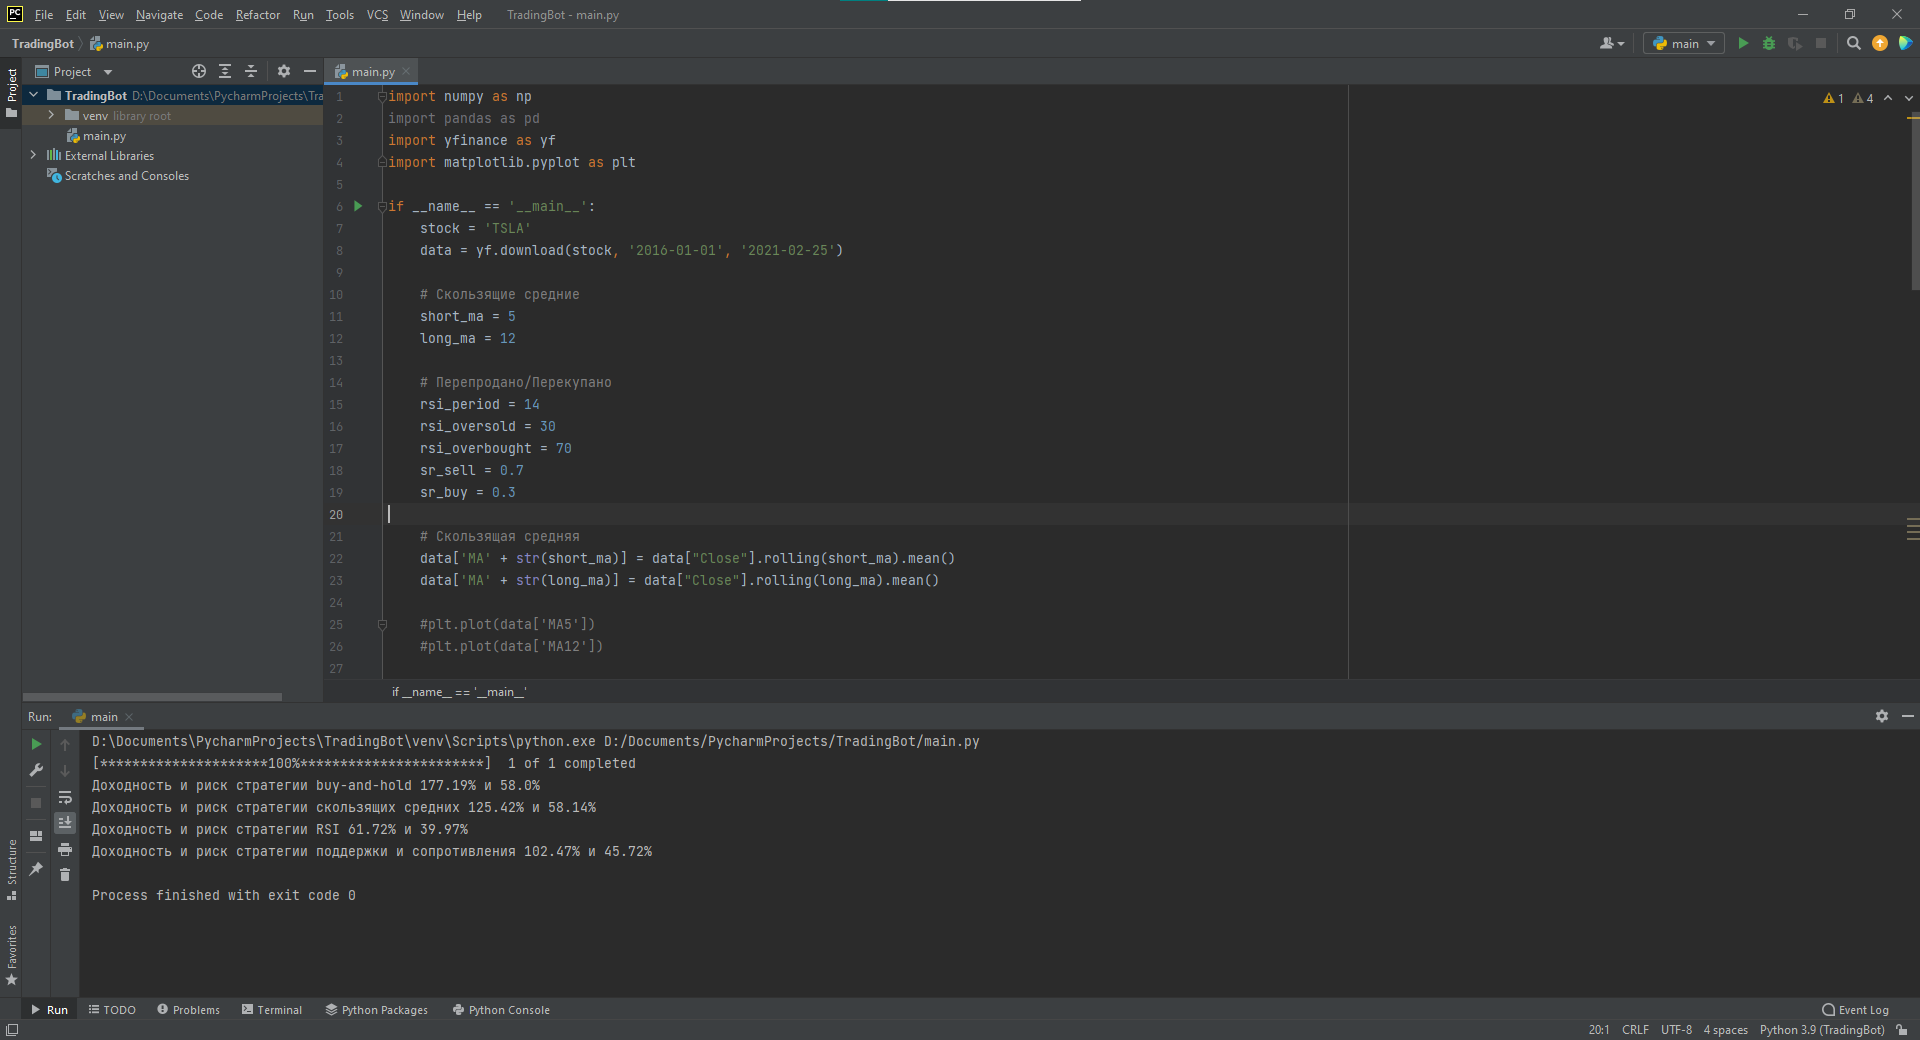 PC File Edit View Navigate Code Refactor Run Tools VCS Window Help TradingBot - main.py
TradingBot main.py main
Project
Project main.py
TradingBot D:\Documents\PycharmProjects\Tra
venv library root
main.py
External Libraries
Scratches and Consoles
1 import numpy as np
1 4
2 import pandas as pd
3 import yfinance as yf
4 import matplotlib.pyplot as plt
5
6 if __name__ == '__main__':
7 stock = 'TSLA'
8 data = yf.download(stock, '2016-01-01', '2021-02-25')
9
10 # Скользящие средние
11 short_ma = 5
12 long_ma = 12
13
14 # Перепродано/Перекупано
15 rsi_period = 14
16 rsi_oversold = 30
17 rsi_overbought = 70
18 sr_sell = 0.7
19 sr_buy = 0.3
20
21 # Скользящая средняя
22 data['MA' + str(short_ma)] = data["Close"].rolling(short_ma).mean()
23 data['MA' + str(long_ma)] = data["Close"].rolling(long_ma).mean()
24
25 #plt.plot(data['MA5'])
26 #plt.plot(data['MA12'])
27
if __name__ == '__main__'
Run: main
D:\Documents\PycharmProjects\TradingBot\venv\Scripts\python.exe D:/Documents/PycharmProjects/TradingBot/main.py
[*********************100%***********************]  1 of 1 completed
Доходность и риск стратегии buy-and-hold 177.19% и 58.0%
Доходность и риск стратегии скользящих средних 125.42% и 58.14%
Доходность и риск стратегии RSI 61.72% и 39.97%
Доходность и риск стратегии поддержки и сопротивления 102.47% и 45.72%
Process finished with exit code 0
Structure
Favorites
Run TODO Problems Terminal Python Packages Python Console Event Log
20:1 CRLF UTF-8 4 spaces Python 3.9 (TradingBot)